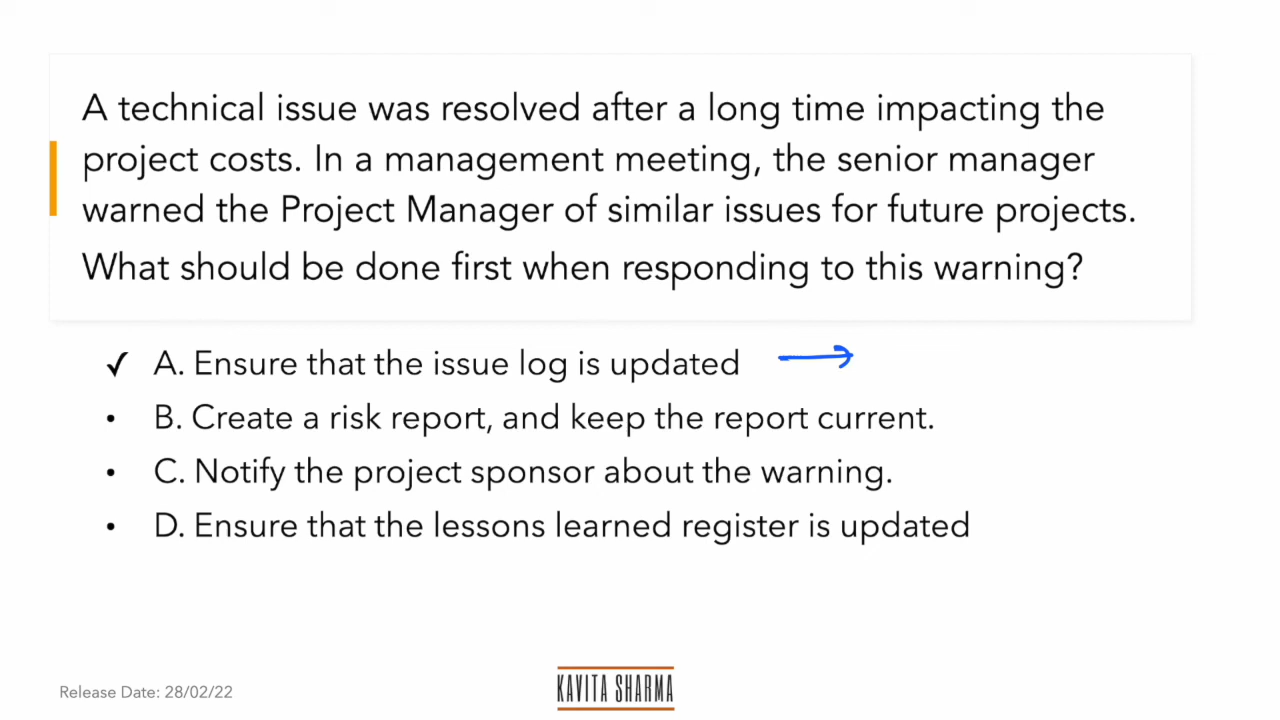 A technical issue was resolved after a long time impacting the
project costs. In a management meeting, the senior manager
warned the Project Manager of similar issues for future projects.
What should be done first when responding to this warning?
✓ A. Ensure that the issue log is updated
• B. Create a risk report, and keep the report current.
• C. Notify the project sponsor about the warning.
• D. Ensure that the lessons learned register is updated
Release Date: 28/02/22
KAVITA SHARMA